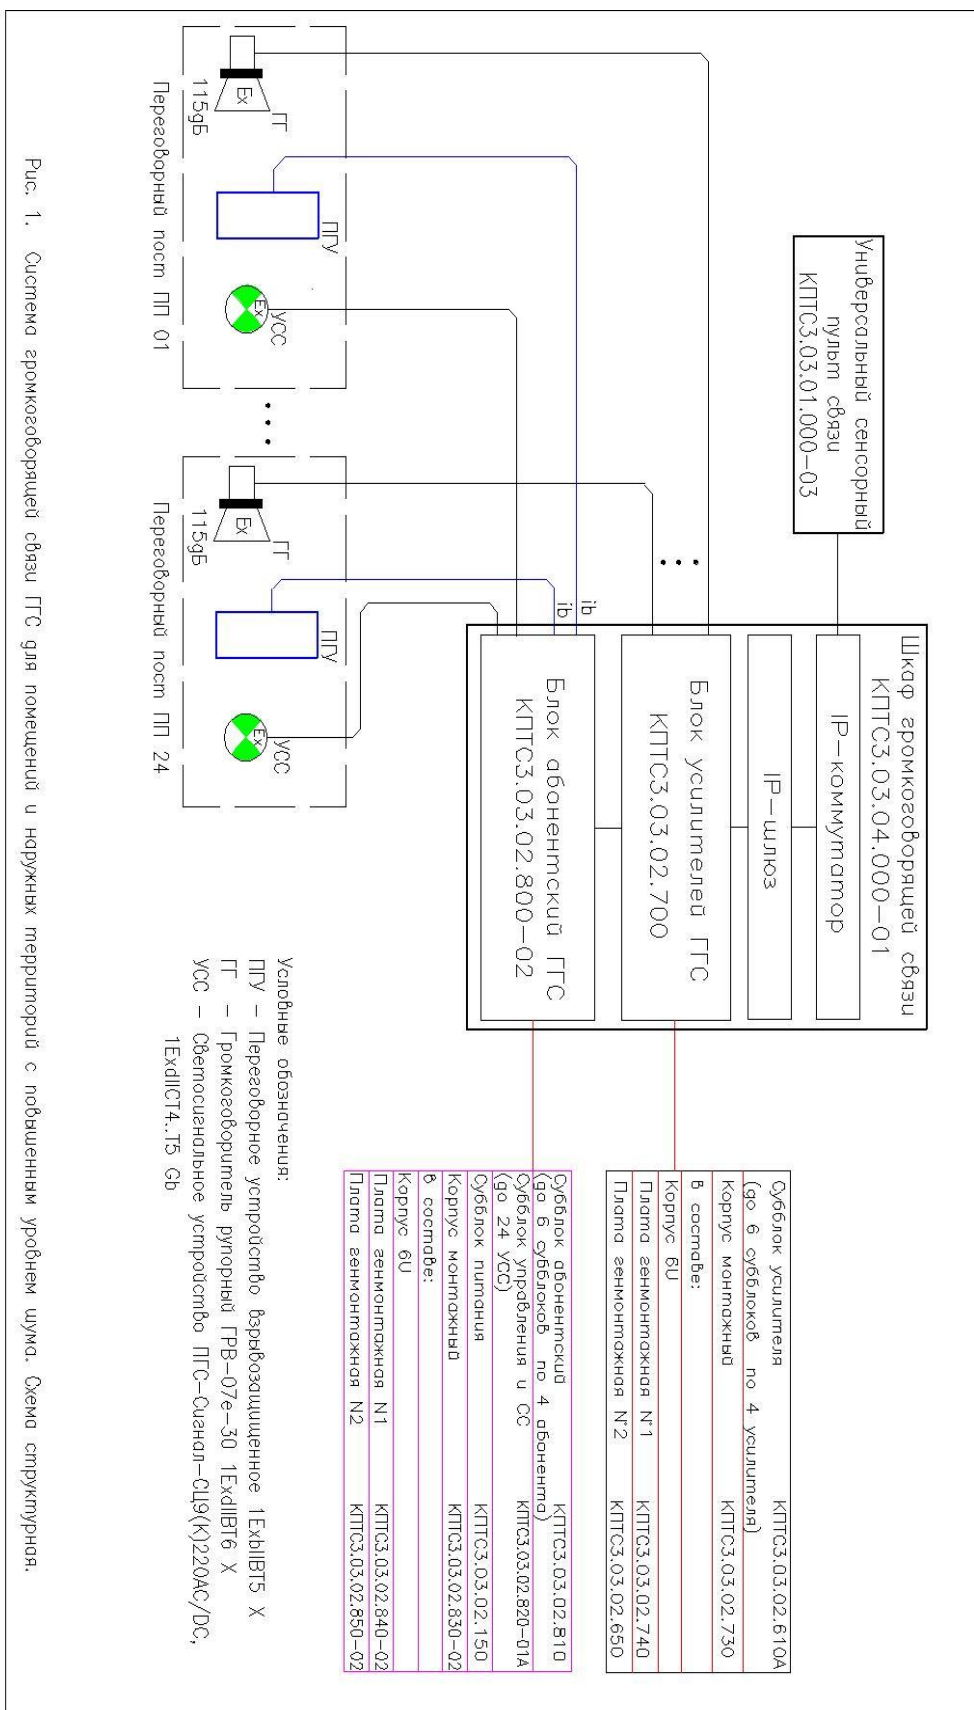 Универсальный сенсорный
пульт связи
КПТС3.03.01.000-03
Шкаф громкоговорящей связи
КПТС3.03.04.000-01
IP-коммутатор
IP-шлюз
Блок усилителей ГГС
КПТС3.03.02.700
Блок абонентский ГГС
КПТС3.03.02.800-02
ib
ib
Ex
ГГ
115дБ
ПГУ
Ex
УСС
Переговорный пост ПП 01
Ex
ГГ
115дБ
ПГУ
Ex
УСС
Переговорный пост ПП 24
Субблок усилителя КПТС3.03.02.610А
(до 6 субблоков по 4 усилителя)
Корпус монтажный КПТС3.03.02.730
в составе:
Корпус 6U
Плата генмонтажная N°1 КПТС3.03.02.740
Плата генмонтажная N°2 КПТС3.03.02.650
Субблок абонентский КПТС3.03.02.810
(до 6 субблоков по 4 абонента)
Субблок управления и СС КПТС3.03.02.820-01А
(до 24 УСС)
Субблок питания КПТС3.03.02.150
Корпус монтажный КПТС3.03.02.830-02
в составе:
Корпус 6U
Плата генмонтажная N1 КПТС3.03.02.840-02
Плата генмонтажная N2 КПТС3.03.02.850-02
Условные обозначения:
ПГУ - Переговорное устройство взрывозащищенное 1ExbIIBT5 X
ГГ - Громкоговоритель рупорный ГРВ-07е-30 1ExdIIBT6 X
УСС - Светосигнальное устройство ПГС-Сигнал-СЦ9(К)220AC/DC,
1ExdIICT4..T5 Gb
Рис. 1. Система громкоговорящей связи ГГС для помещений и наружных территорий с повышенным уровнем шума. Схема структурная.